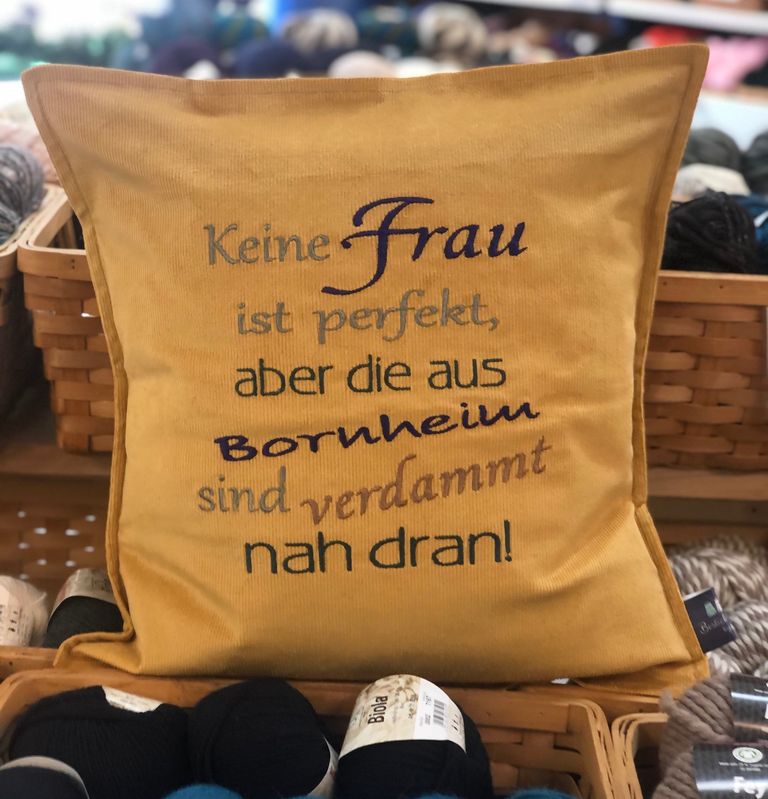 Keine Frau
ist perfekt,
aber die aus
Bornheim
sind verdammt
nah dran!
Biola